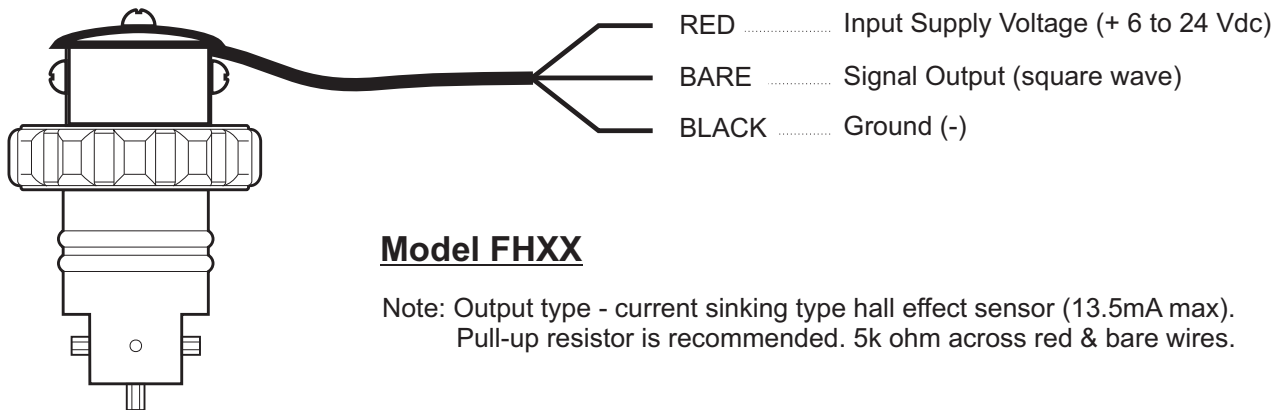 RED ............ Input Supply Voltage (+ 6 to 24 Vdc)
BARE ............ Signal Output (square wave)
BLACK ............ Ground (-)
Model FHXX
Note: Output type - current sinking type hall effect sensor (13.5mA max).
Pull-up resistor is recommended. 5k ohm across red & bare wires.